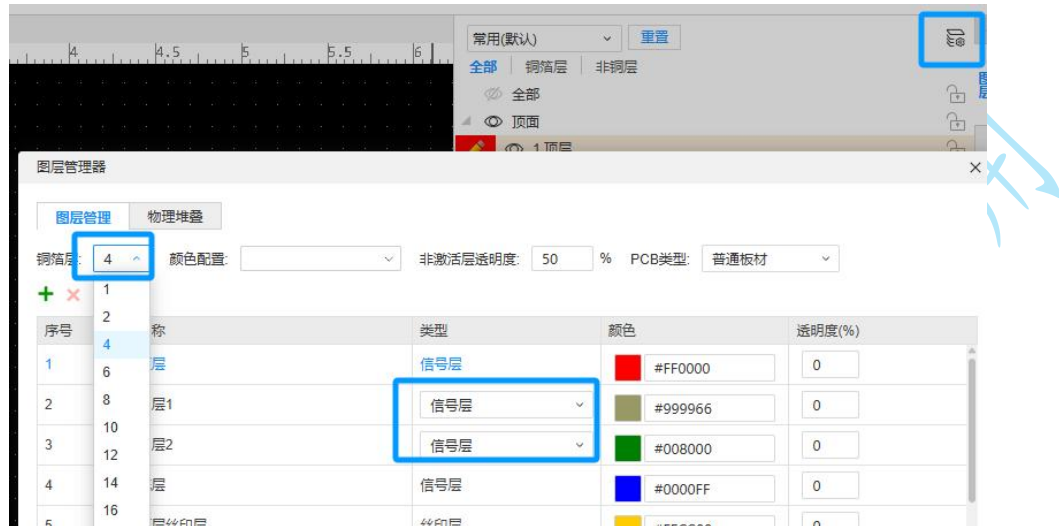 常用(默认) 重置
4 4.5 5 5.5 6
全部 铜箔层 非铜层
全部
顶面
1 顶层
图层
图层管理器
图层管理 物理堆叠
铜箔层: 4 颜色配置: 非激活层透明度: 50 % PCB类型: 普通板材
1
2
4
6
8
10
12
14
16
序号 称 类型 颜色 透明度(%)
1 层 信号层 #FF0000 0
2 层1 信号层 #999966 0
3 层2 信号层 #008000 0
4 层 信号层 #0000FF 0
5 层丝印层 丝印层 0